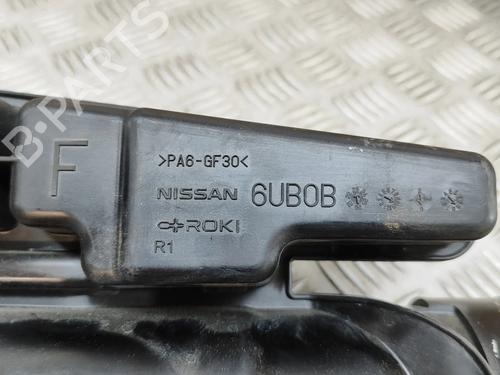 B-PARTS
F
>PA6-GF30<
NISSAN 6UB0B
ROKI
R1